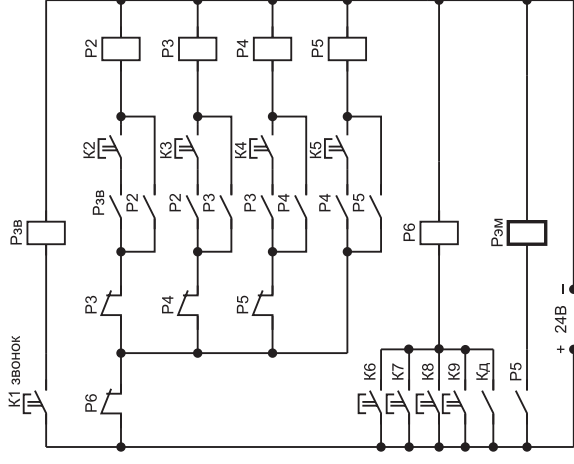 Р2
Р3
Р4
Р5
К2
К3
К4
К5
Рзв
Р2
Р2
Р3
Р3
Р4
Р4
Р5
Рзв
Р6
Рэм
Р3
Р4
Р5
К1 звонок
Р6
К6
К7
К8
К9
Кд
Р5
+ 24В −